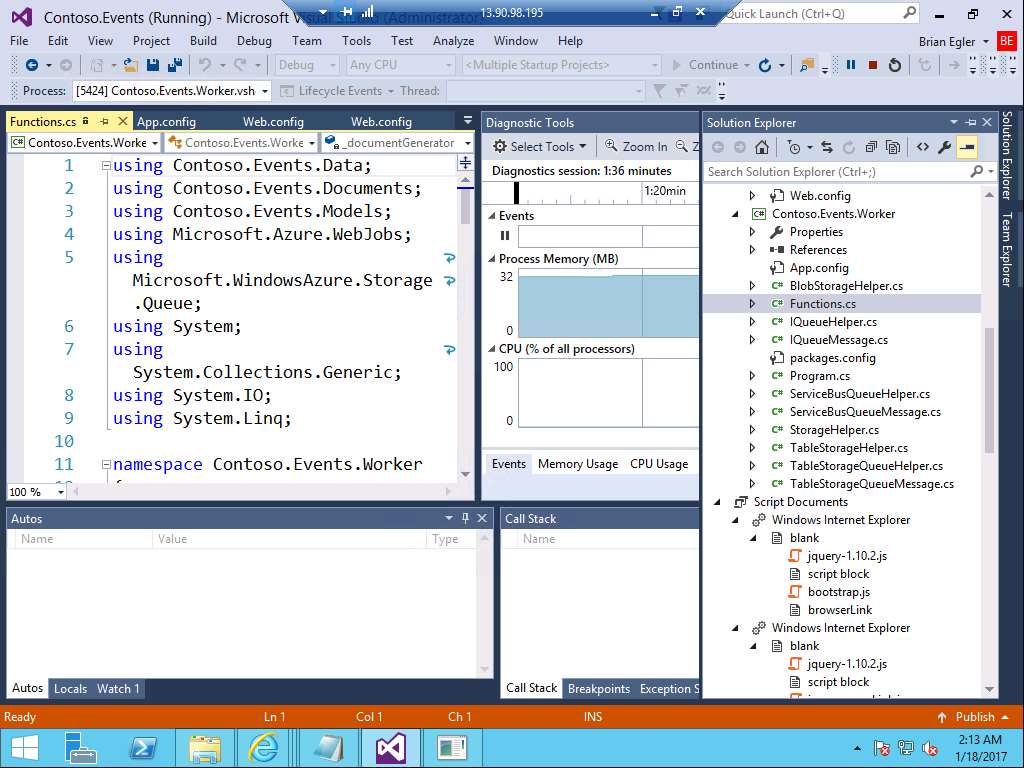 Contoso.Events (Running) - Microsoft Visual Studio (Administrator)
13.90.98.195
Quick Launch (Ctrl+Q)
File Edit View Project Build Debug Team Tools Test Analyze Window Help
Brian Egler BE
Debug Any CPU <Multiple Startup Projects> Continue
Process: [5424] Contoso.Events.Worker.vsh Lifecycle Events Thread:
Functions.cs App.config Web.config Web.config
Contoso.Events.Worke Contoso.Events.Worke _documentGenerator
1 using Contoso.Events.Data;
2 using Contoso.Events.Documents;
3 using Contoso.Events.Models;
4 using Microsoft.Azure.WebJobs;
5 using
Microsoft.WindowsAzure.Storage
.Queue;
6 using System;
7 using
System.Collections.Generic;
8 using System.IO;
9 using System.Linq;
10
11 namespace Contoso.Events.Worker
100 %
Diagnostic Tools
Select Tools Zoom In Z
Diagnostics session: 1:36 minutes
1:20min
Events
Process Memory (MB)
32
0
CPU (% of all processors)
100
0
Events Memory Usage CPU Usage
Solution Explorer
Search Solution Explorer (Ctrl+;)
Web.config
Contoso.Events.Worker
Properties
References
App.config
BlobStorageHelper.cs
Functions.cs
IQueueHelper.cs
IQueueMessage.cs
packages.config
Program.cs
ServiceBusQueueHelper.cs
ServiceBusQueueMessage.cs
StorageHelper.cs
TableStorageHelper.cs
TableStorageQueueHelper.cs
TableStorageQueueMessage.cs
Script Documents
Windows Internet Explorer
blank
jquery-1.10.2.js
script block
bootstrap.js
browserLink
Windows Internet Explorer
blank
jquery-1.10.2.js
script block
Solution Explorer
Team Explorer
Autos
Name Value Type
Autos Locals Watch 1
Call Stack
Name
Call Stack Breakpoints Exception S
Ready Ln 1 Col 1 Ch 1 INS Publish
2:13 AM
1/18/2017